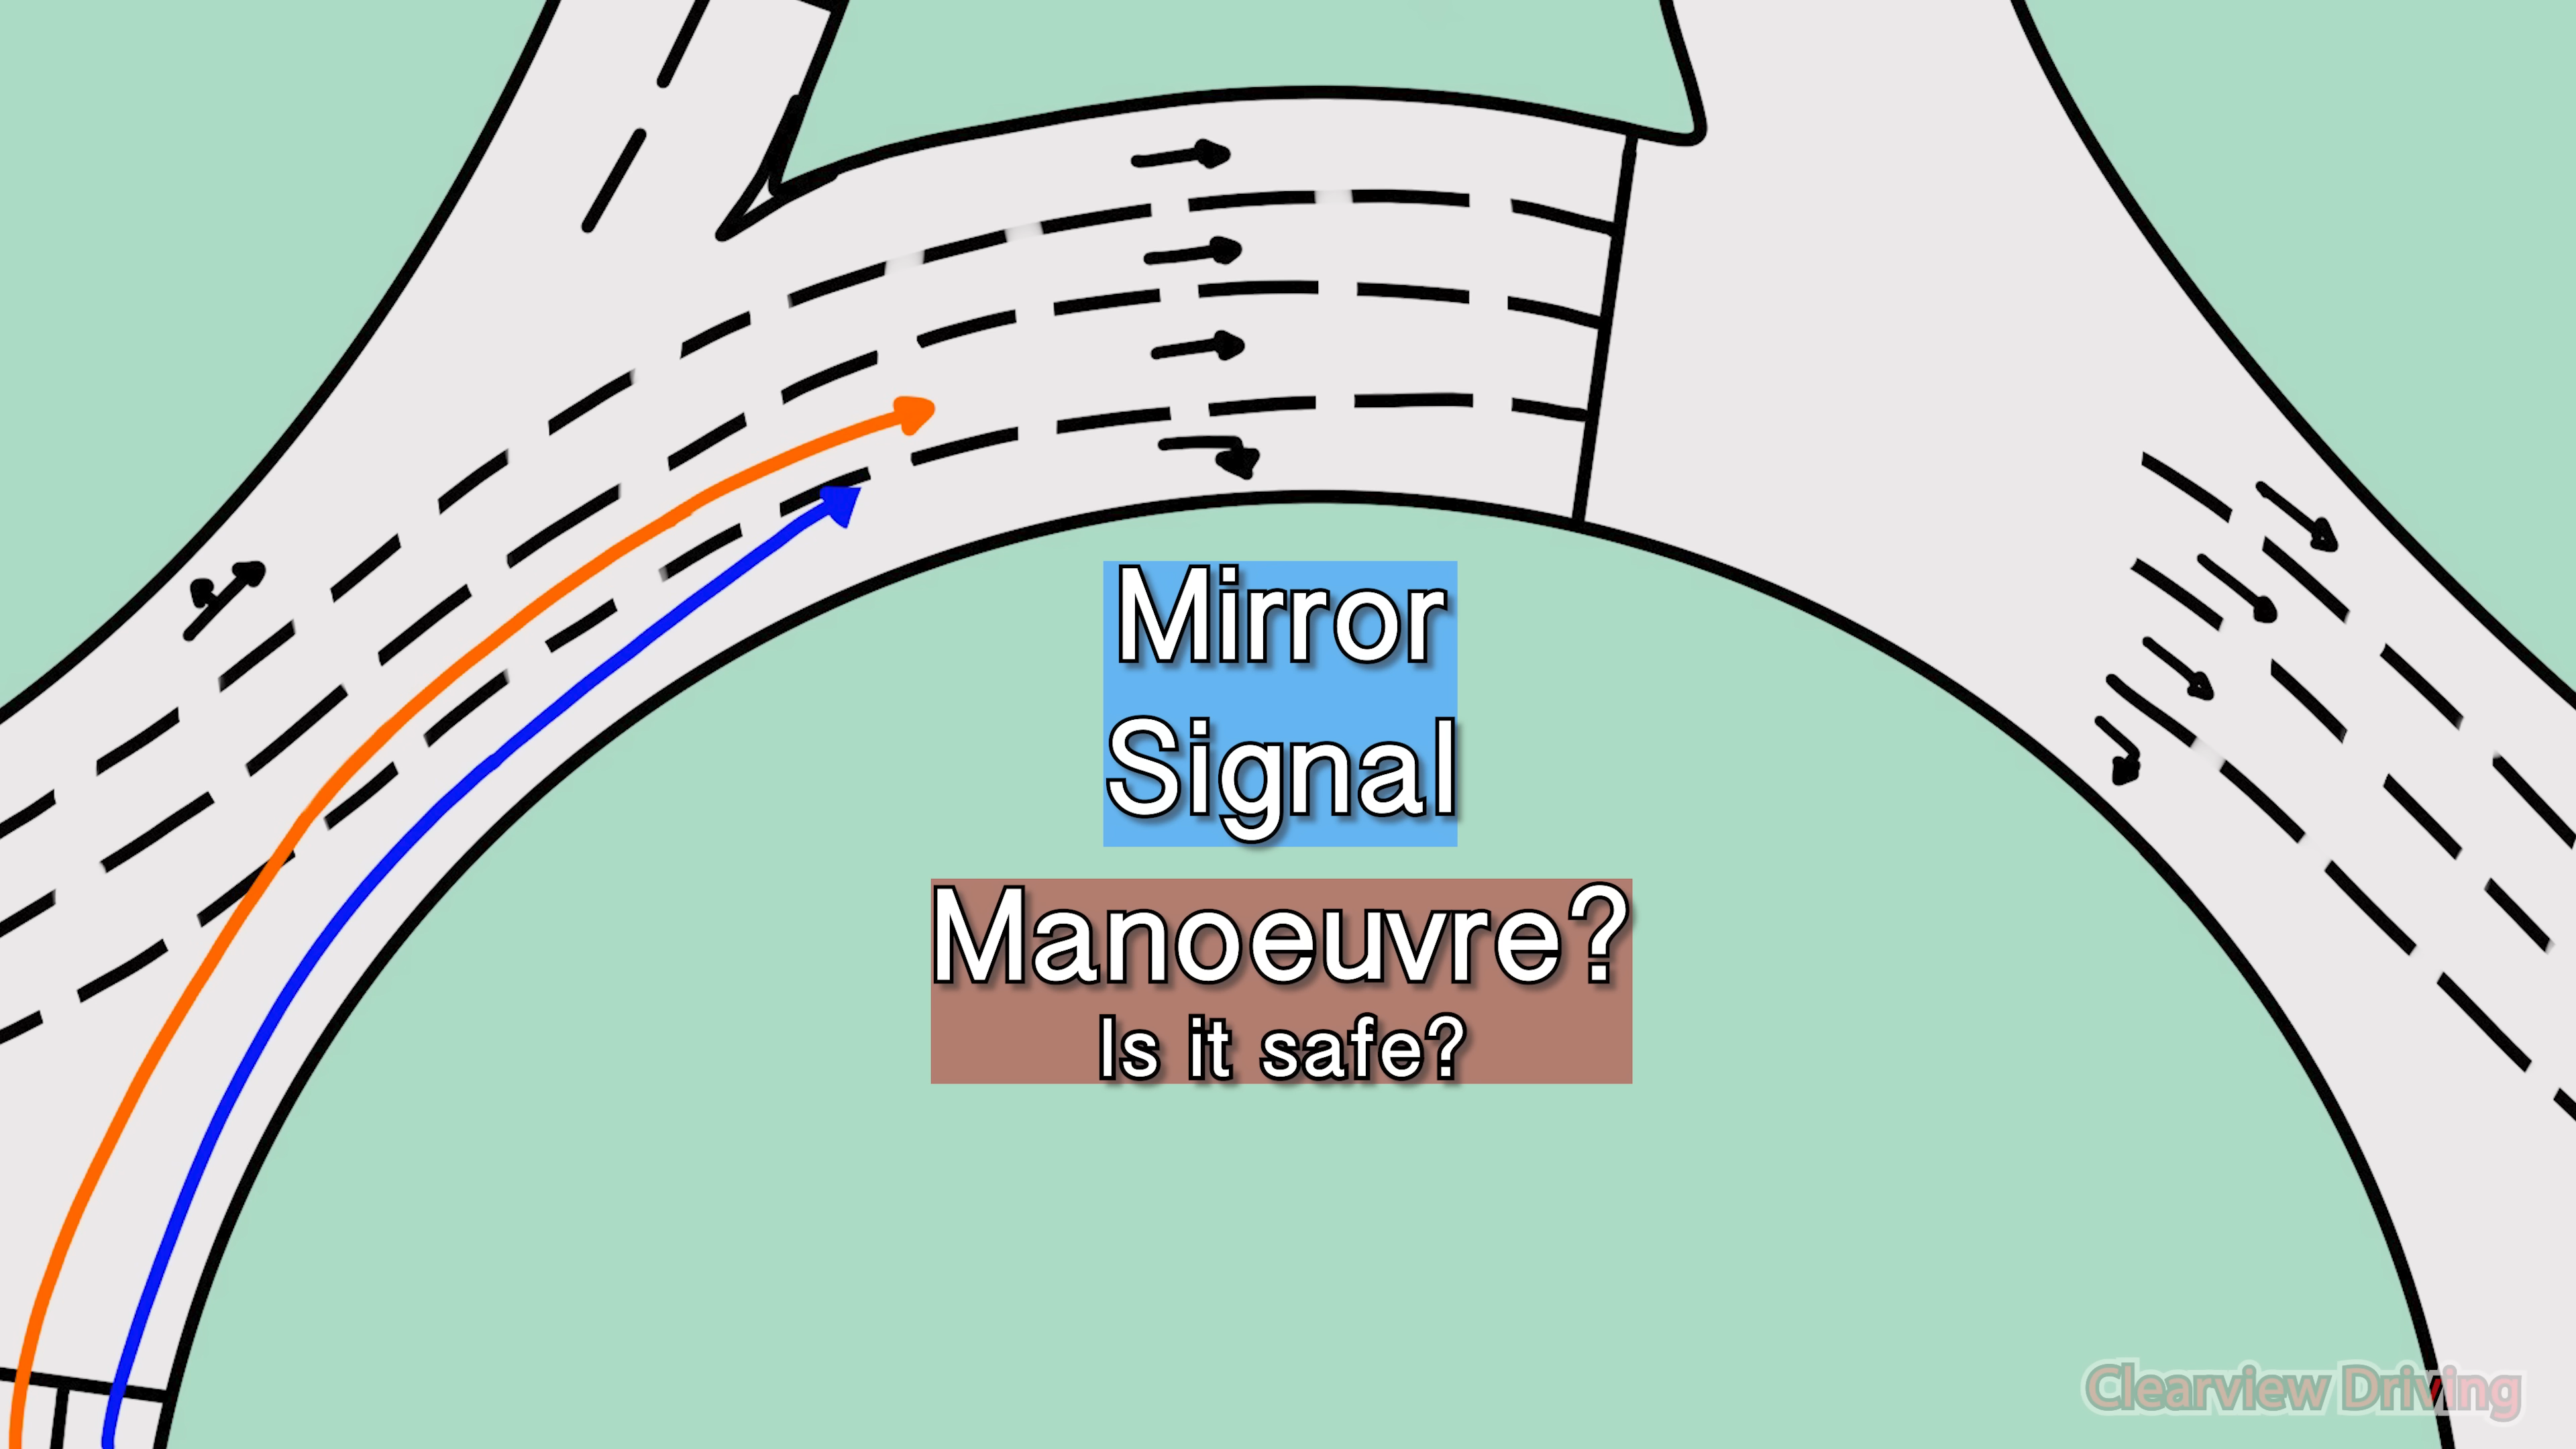 Mirror
Signal
Manoeuvre?
Is it safe?
Clearview Driving